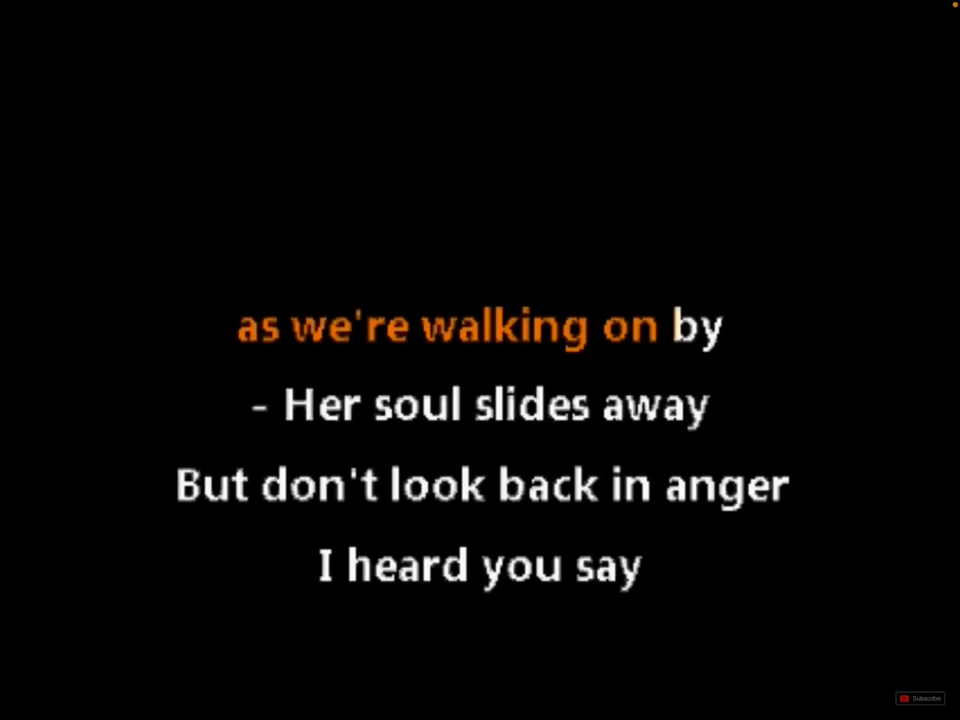 as we're walking on by
- Her soul slides away
But don't look back in anger
I heard you say
Subscribe